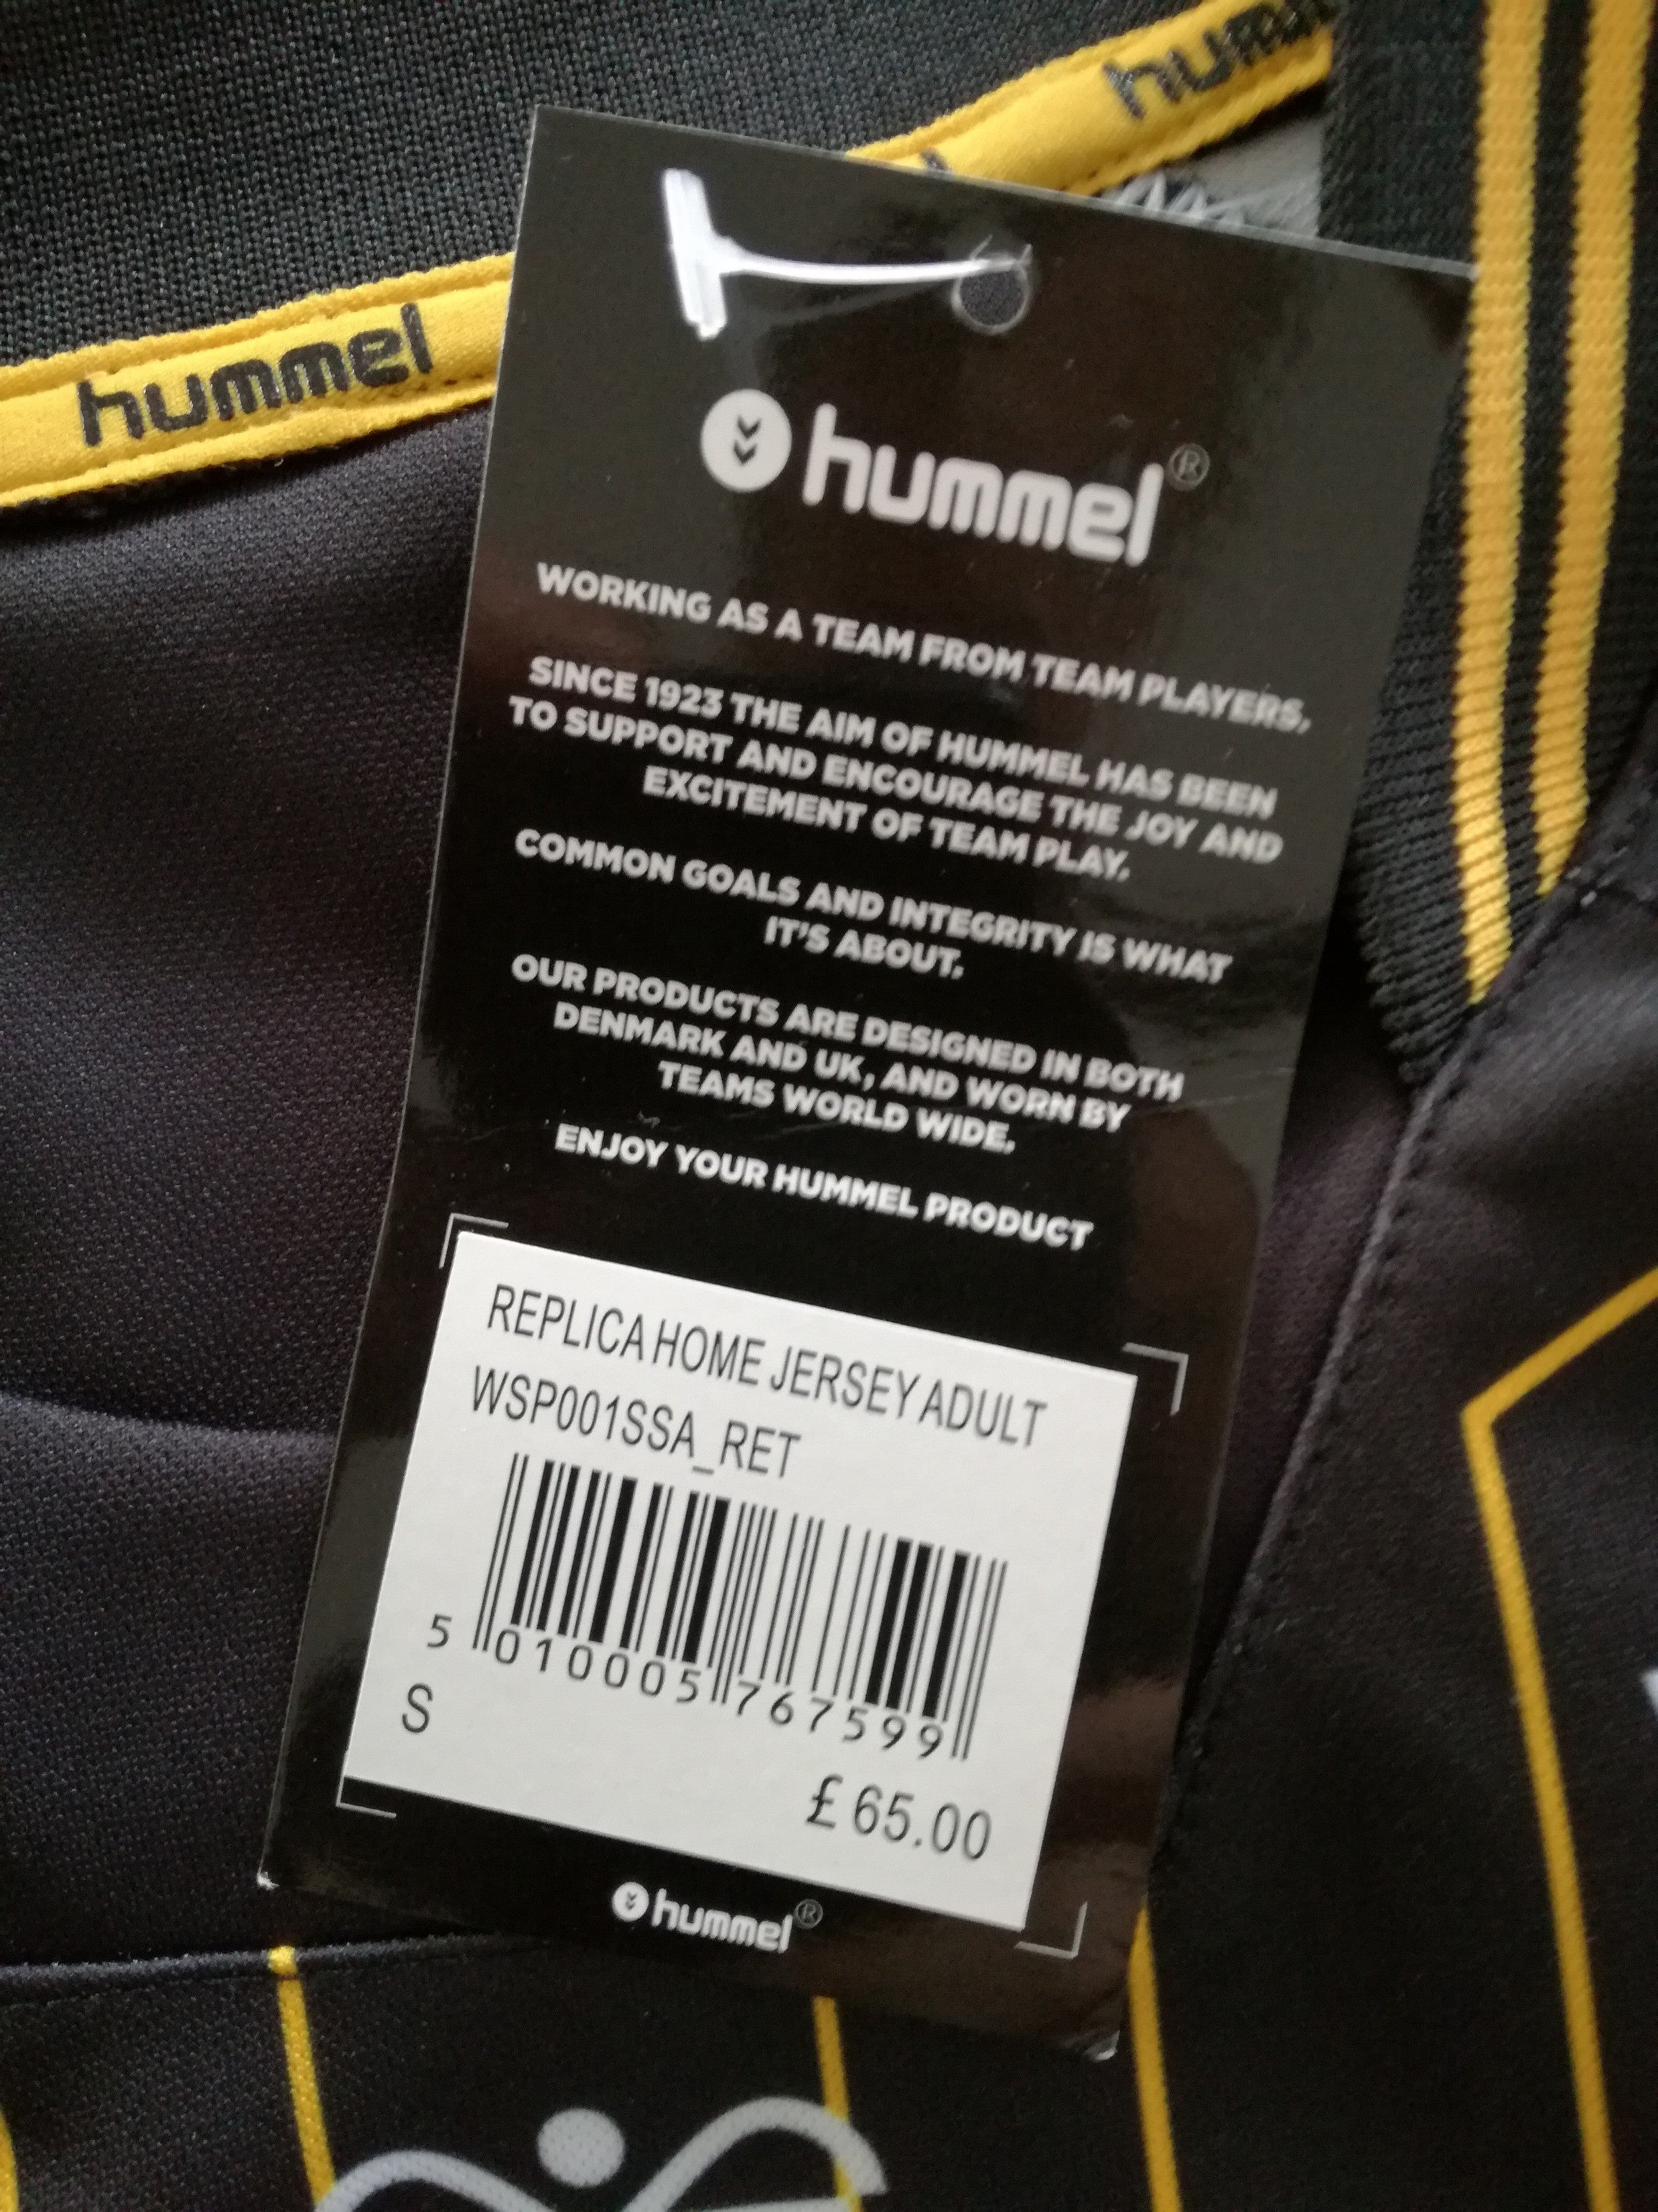 hummel
hummel®
WORKING AS A TEAM FROM TEAM PLAYERS,
SINCE 1923 THE AIM OF HUMMEL HAS BEEN
TO SUPPORT AND ENCOURAGE THE JOY AND
EXCITEMENT OF TEAM PLAY.
COMMON GOALS AND INTEGRITY IS WHAT
IT'S ABOUT.
OUR PRODUCTS ARE DESIGNED IN BOTH
DENMARK AND UK, AND WORN BY
TEAMS WORLD WIDE.
ENJOY YOUR HUMMEL PRODUCT
REPLICA HOME JERSEY ADULT
WSP001SSA_RET
5 010005 767599
S
£ 65.00
hummel®